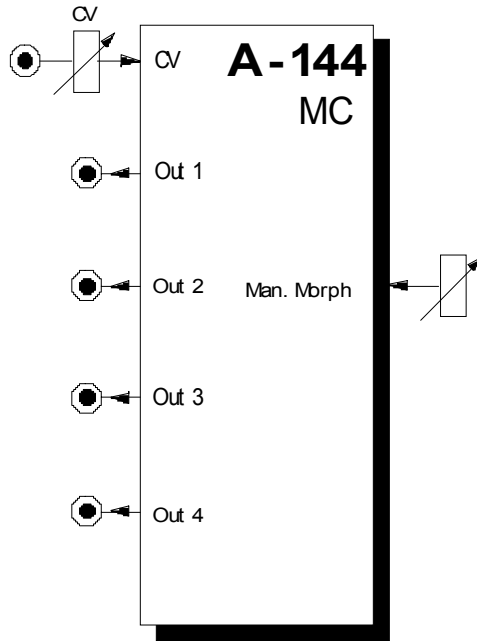 CV
CV
A-144
MC
Out 1
Out 2
Man. Morph
Out 3
Out 4